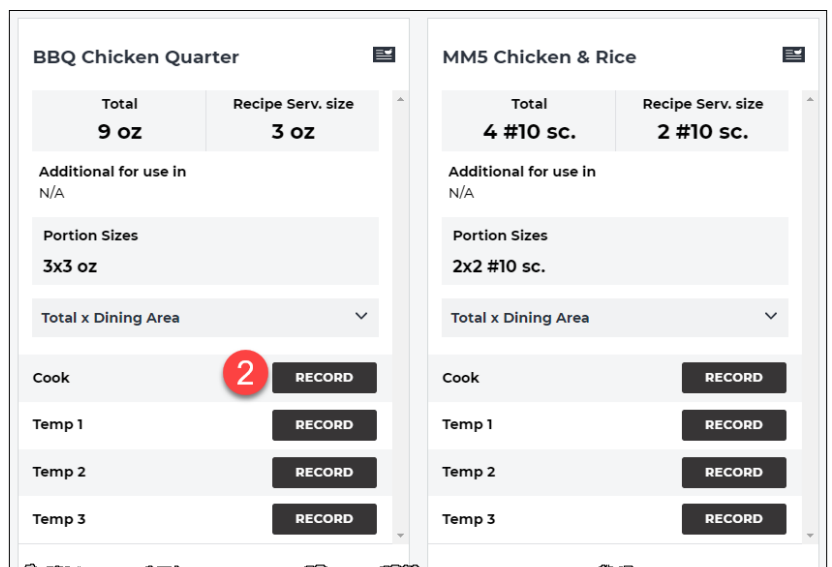 BBQ Chicken Quarter
Total
Recipe Serv. size
9 oz
3 oz
Additional for use in
N/A
Portion Sizes
3x3 oz
Total x Dining Area
Cook
2
RECORD
Temp 1
RECORD
Temp 2
RECORD
Temp 3
RECORD
MM5 Chicken & Rice
Total
Recipe Serv. size
4 #10 sc.
2 #10 sc.
Additional for use in
N/A
Portion Sizes
2x2 #10 sc.
Total x Dining Area
Cook
RECORD
Temp 1
RECORD
Temp 2
RECORD
Temp 3
RECORD